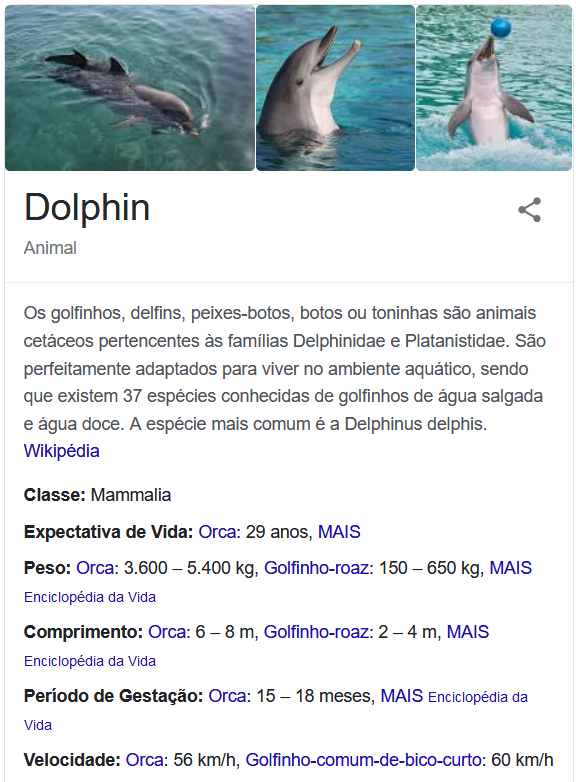 Dolphin
Animal
Os golfinhos, delfins, peixes-botos, botos ou toninhas são animais
cetáceos pertencentes às famílias Delphinidae e Platanistidae. São
perfeitamente adaptados para viver no ambiente aquático, sendo
que existem 37 espécies conhecidas de golfinhos de água salgada
e água doce. A espécie mais comum é a Delphinus delphis.
Wikipédia
Classe: Mammalia
Expectativa de Vida: Orca: 29 anos, MAIS
Peso: Orca: 3.600 – 5.400 kg, Golfinho-roaz: 150 – 650 kg, MAIS
Enciclopédia da Vida
Comprimento: Orca: 6 – 8 m, Golfinho-roaz: 2 – 4 m, MAIS
Enciclopédia da Vida
Período de Gestação: Orca: 15 – 18 meses, MAIS Enciclopédia da
Vida
Velocidade: Orca: 56 km/h, Golfinho-comum-de-bico-curto: 60 km/h